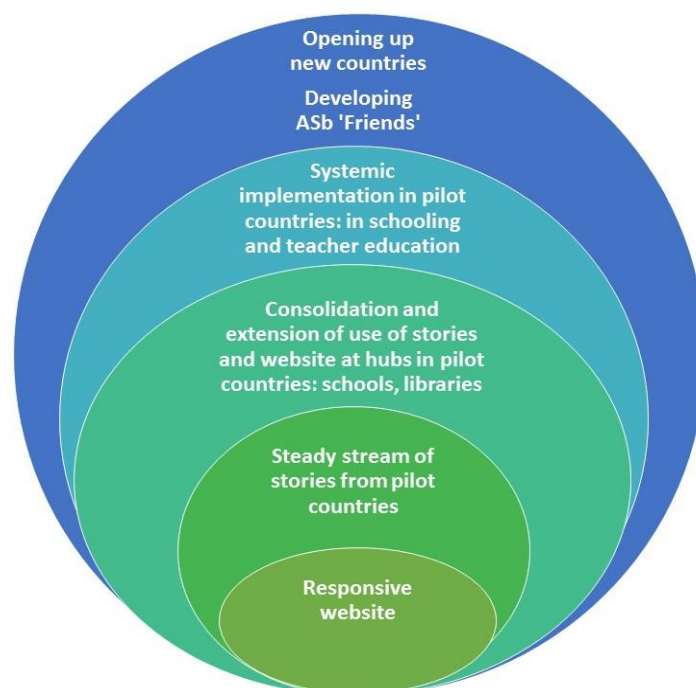 Opening up
new countries
Developing
ASb 'Friends'
Systemic
implementation in pilot
countries: in schooling
and teacher education
Consolidation and
extension of use of stories
and website at hubs in pilot
countries: schools, libraries
Steady stream of
stories from pilot
countries
Responsive
website